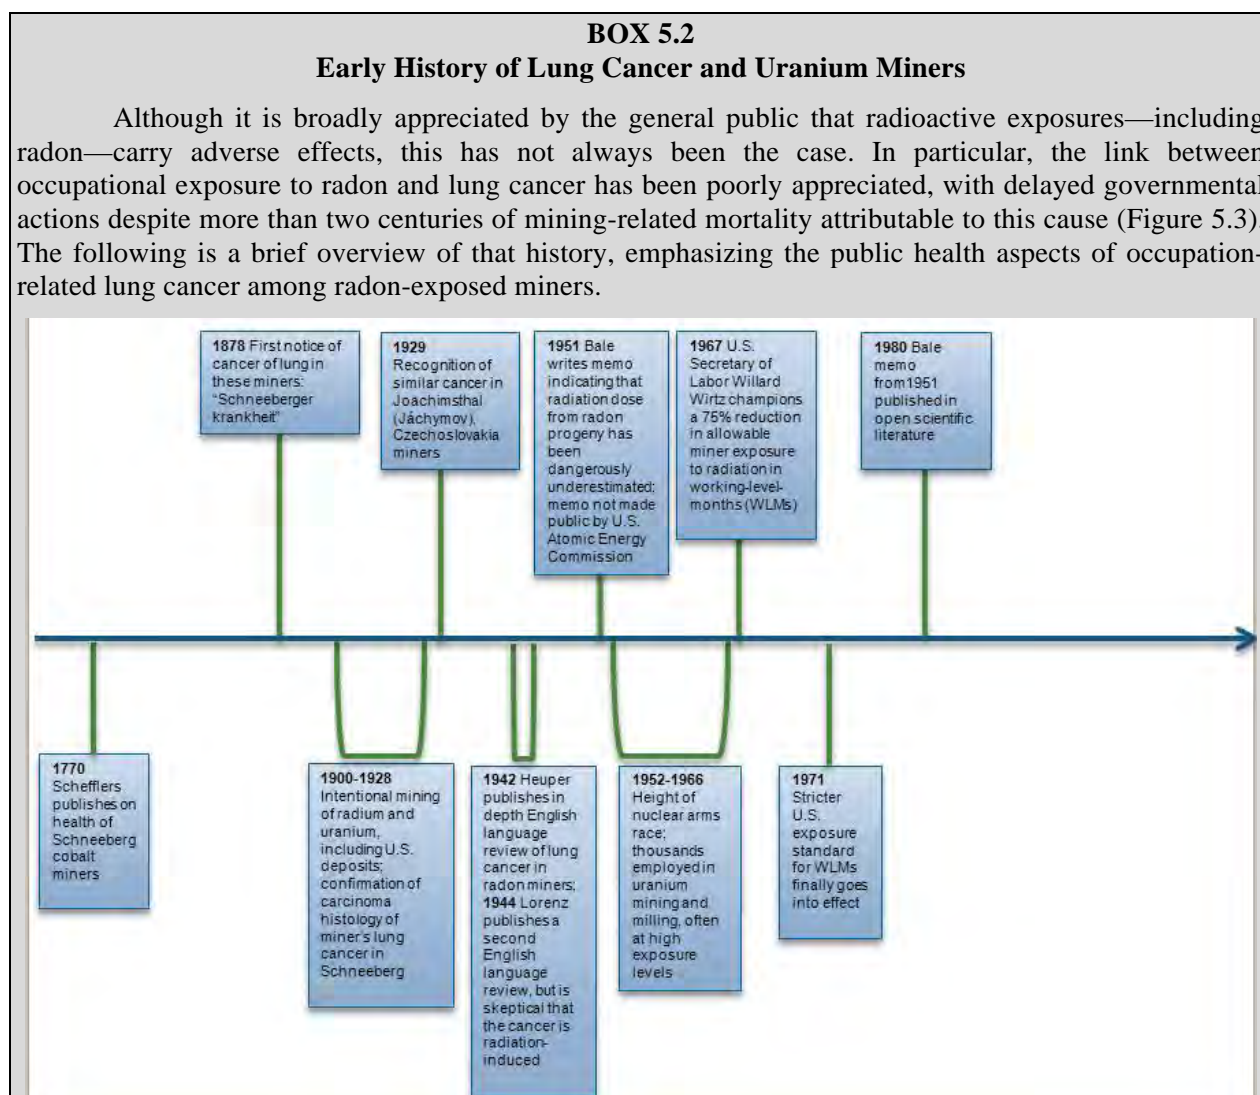 BOX 5.2
Early History of Lung Cancer and Uranium Miners
Although it is broadly appreciated by the general public that radioactive exposures—including
radon—carry adverse effects, this has not always been the case. In particular, the link between
occupational exposure to radon and lung cancer has been poorly appreciated, with delayed governmental
actions despite more than two centuries of mining-related mortality attributable to this cause (Figure 5.3).
The following is a brief overview of that history, emphasizing the public health aspects of occupation-
related lung cancer among radon-exposed miners.
1878 First notice of
cancer of lung in
these miners:
"Schneeberger
krankheit"
1929
Recognition of
similar cancer in
Joachimsthal
(Jáchymov),
Czechoslovakia
miners
1951 Bale
writes memo
indicating that
radiation dose
from radon
progeny has
been
dangerously
underestimated;
memo not made
public by U.S.
Atomic Energy
Commission
1967 U.S.
Secretary of
Labor Willard
Wirtz champions
a 75% reduction
in allowable
miner exposure
to radiation in
working-level-
months (WLMs)
1980 Bale
memo
from 1951
published in
open scientific
literature
1770
Schefflers
publishes on
health of
Schneeberg
cobalt
miners
1900-1928
Intentional mining
of radium and
uranium,
including U.S.
deposits;
confirmation of
carcinoma
histology of
miner's lung
cancer in
Schneeberg
1942 Heuper
publishes in
depth English
language
review of lung
cancer in
radon miners;
1944 Lorenz
publishes a
second
English
language
review, but is
skeptical that
the cancer is
radiation-
induced
1952-1966
Height of
nuclear arms
race;
thousands
employed in
uranium
mining and
milling, often
at high
exposure
levels
1971
Stricter
U.S.
exposure
standard
for WLMs
finally goes
into effect